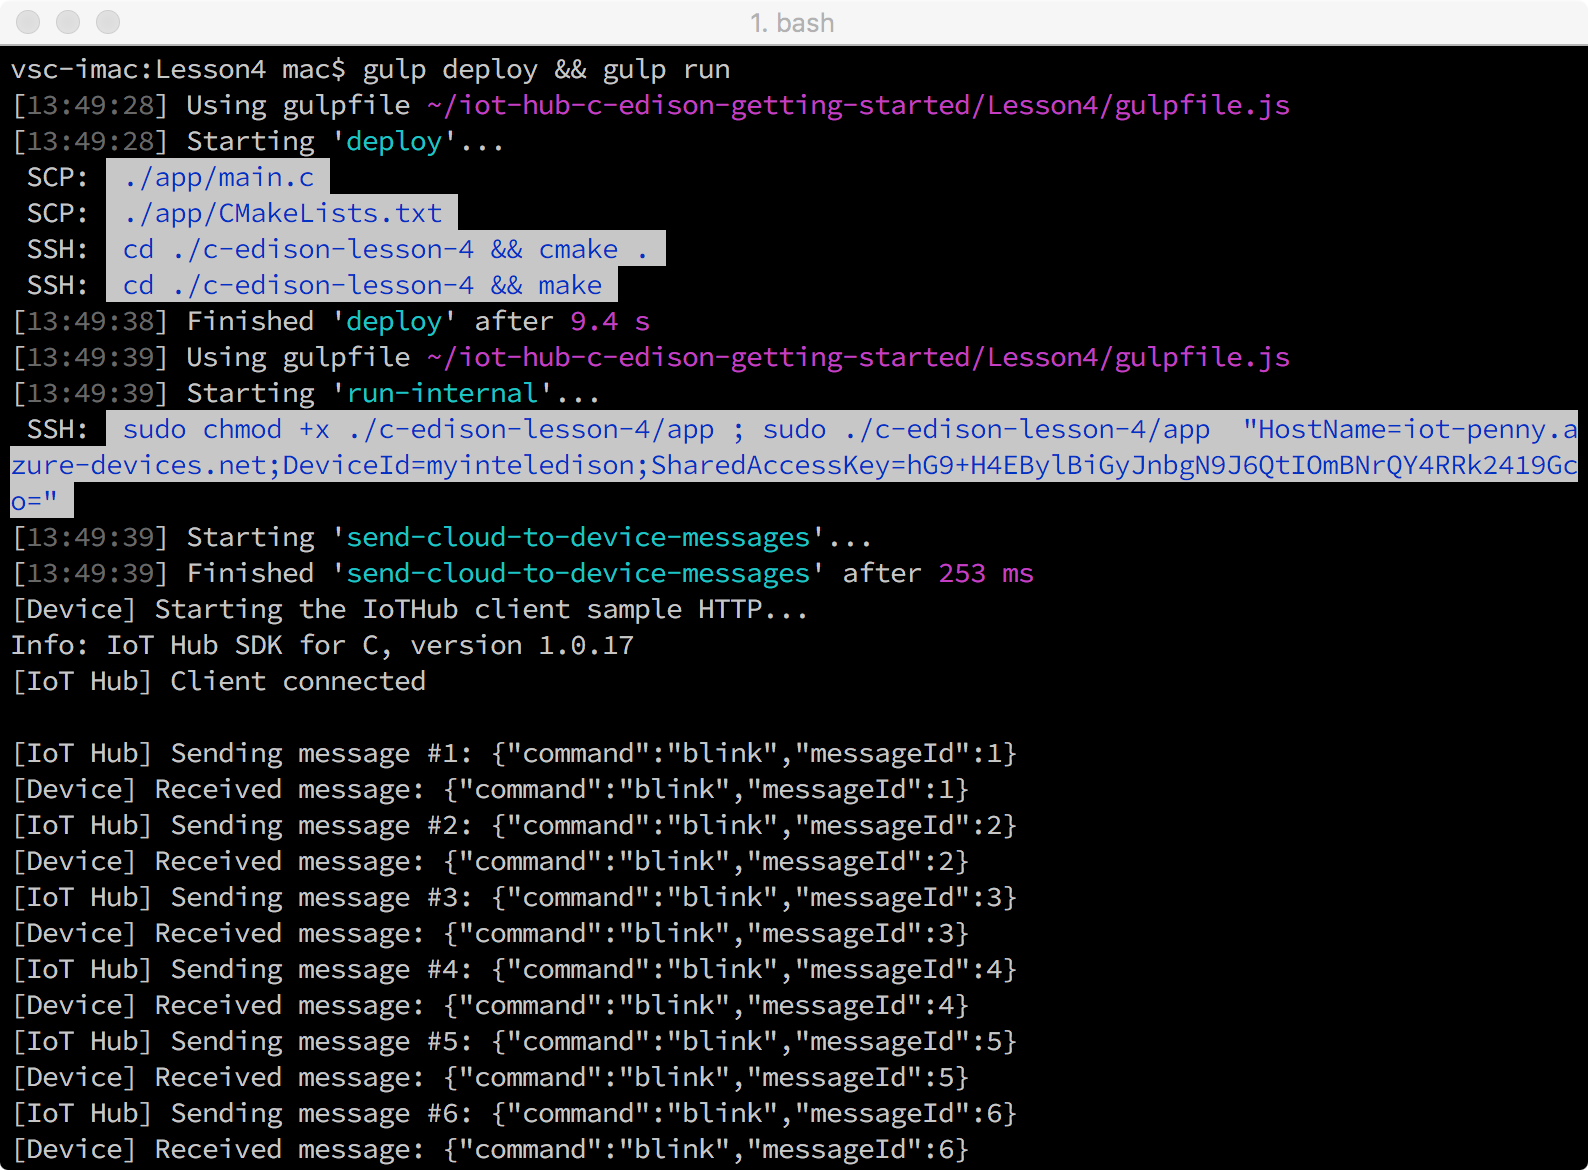 1. bash
vsc-imac:Lesson4 mac$ gulp deploy && gulp run
[13:49:28] Using gulpfile ~/iot-hub-c-edison-getting-started/Lesson4/gulpfile.js
[13:49:28] Starting 'deploy'...
SCP:  ./app/main.c
SCP:  ./app/CMakeLists.txt
SSH:  cd ./c-edison-lesson-4 && cmake .
SSH:  cd ./c-edison-lesson-4 && make
[13:49:38] Finished 'deploy' after 9.4 s
[13:49:39] Using gulpfile ~/iot-hub-c-edison-getting-started/Lesson4/gulpfile.js
[13:49:39] Starting 'run-internal'...
SSH:  sudo chmod +x ./c-edison-lesson-4/app ; sudo ./c-edison-lesson-4/app  "HostName=iot-penny.a
zure-devices.net;DeviceId=myinteledison;SharedAccessKey=hG9+H4EBylBiGyJnbgN9J6QtIOmBNrQY4RRk2419Gc
o="
[13:49:39] Starting 'send-cloud-to-device-messages'...
[13:49:39] Finished 'send-cloud-to-device-messages' after 253 ms
[Device] Starting the IoTHub client sample HTTP...
Info: IoT Hub SDK for C, version 1.0.17
[IoT Hub] Client connected
[IoT Hub] Sending message #1: {"command":"blink","messageId":1}
[Device] Received message: {"command":"blink","messageId":1}
[IoT Hub] Sending message #2: {"command":"blink","messageId":2}
[Device] Received message: {"command":"blink","messageId":2}
[IoT Hub] Sending message #3: {"command":"blink","messageId":3}
[Device] Received message: {"command":"blink","messageId":3}
[IoT Hub] Sending message #4: {"command":"blink","messageId":4}
[Device] Received message: {"command":"blink","messageId":4}
[IoT Hub] Sending message #5: {"command":"blink","messageId":5}
[Device] Received message: {"command":"blink","messageId":5}
[IoT Hub] Sending message #6: {"command":"blink","messageId":6}
[Device] Received message: {"command":"blink","messageId":6}